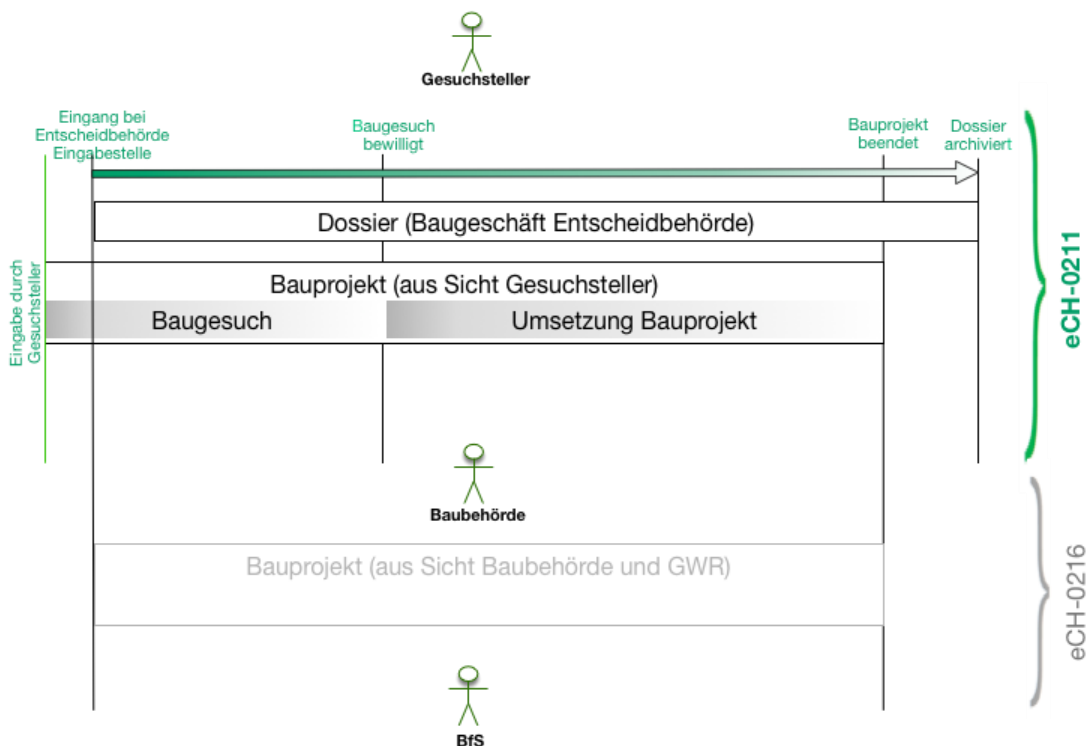 Gesuchsteller
Eingang bei
Entscheidbehörde
Eingabestelle
Baugesuch
bewilligt
Bauprojekt
beendet
Dossier
archiviert
Dossier (Baugeschäft Entscheidbehörde)
Eingabe durch
Gesuchsteller
Bauprojekt (aus Sicht Gesuchsteller)
Baugesuch
Umsetzung Bauprojekt
eCH-0211
Baubehörde
Bauprojekt (aus Sicht Baubehörde und GWR)
eCH-0216
BfS